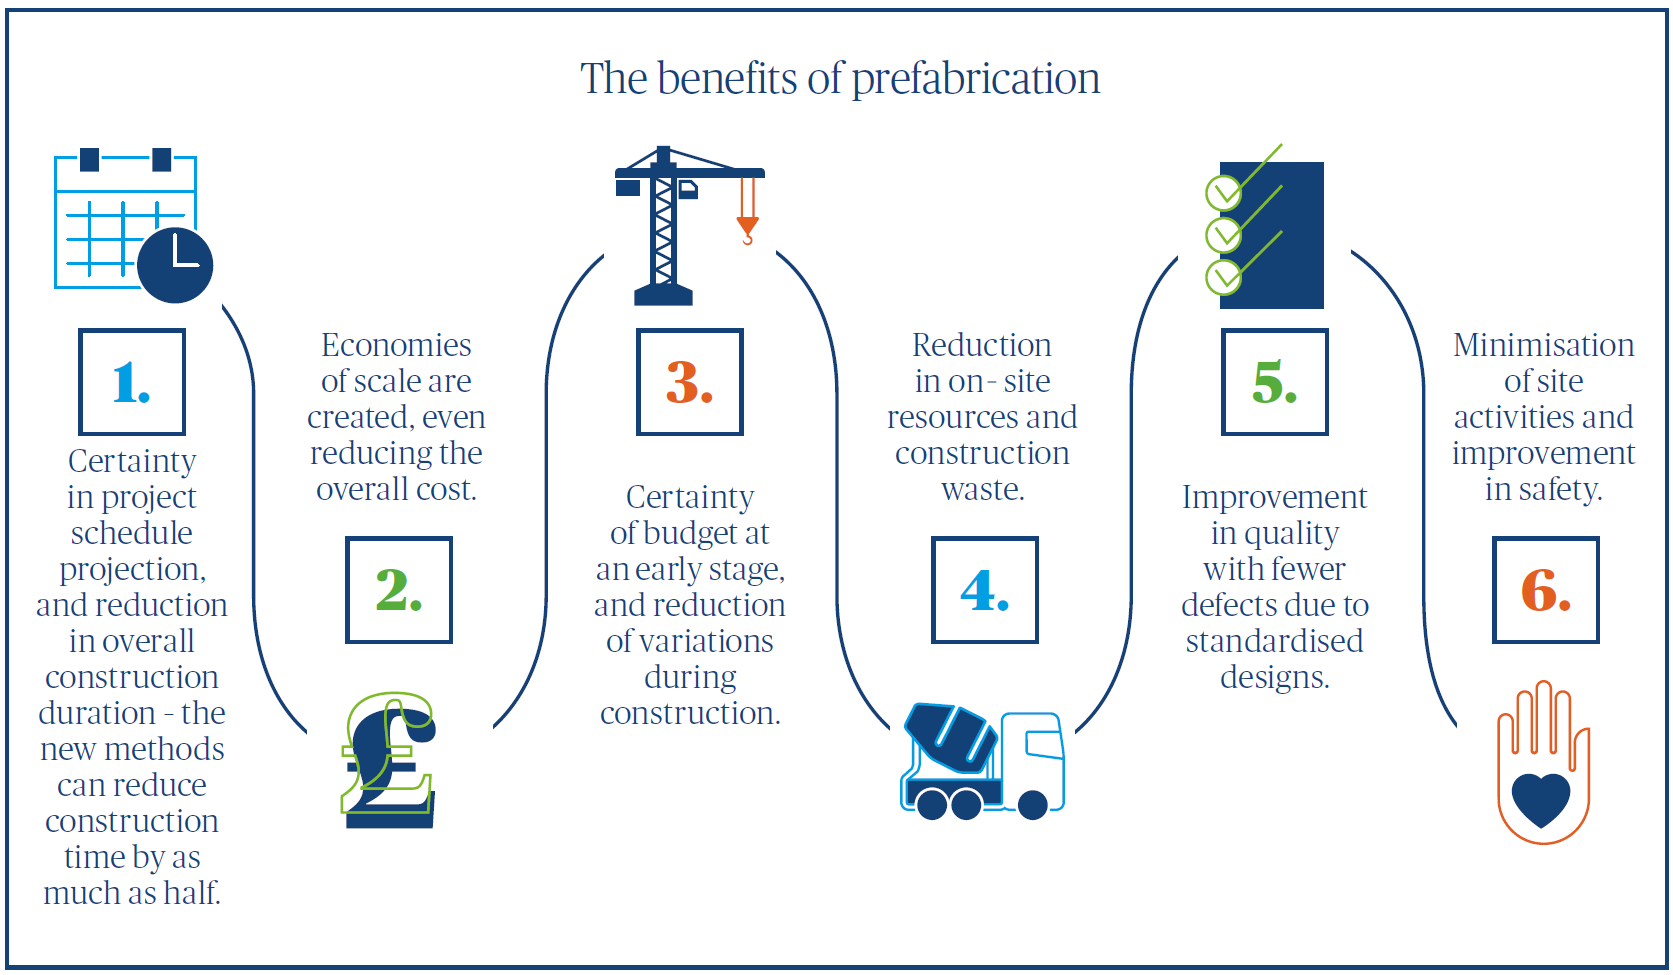 The benefits of prefabrication
1.
Certainty
in project
schedule
projection,
and reduction
in overall
construction
duration - the
new methods
can reduce
construction
time by as
much as half.
Economies
of scale are
created, even
reducing the
overall cost.
2.
£
3.
Certainty
of budget at
an early stage,
and reduction
of variations
during
construction.
Reduction
in on- site
resources and
construction
waste.
4.
5.
Improvement
in quality
with fewer
defects due to
standardised
designs.
Minimisation
of site
activities and
improvement
in safety.
6.